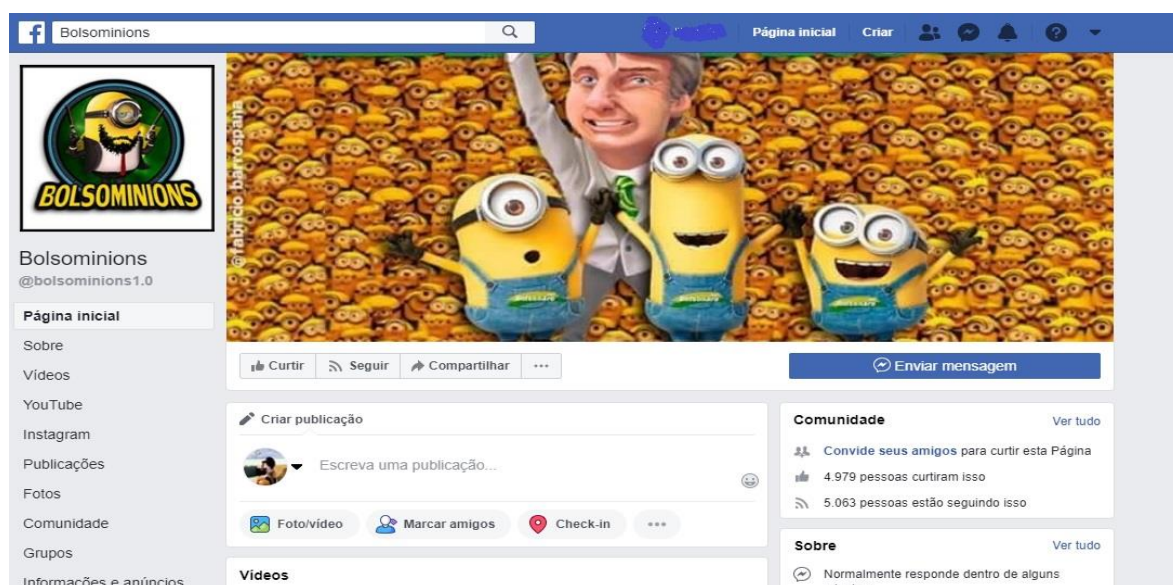 Bolsominions
Página inicial
Criar
BOLSOMINIONS
@fabrício barrospana
Bolsominions
@bolsominions1.0
Página inicial
Sobre
Vídeos
YouTube
Instagram
Publicações
Fotos
Comunidade
Grupos
Informações e anúncios
Curtir
Seguir
Compartilhar
Enviar mensagem
Criar publicação
Escreva uma publicação...
Foto/vídeo
Marcar amigos
Check-in
Vídeos
Comunidade
Ver tudo
Convide seus amigos para curtir esta Página
4.979 pessoas curtiram isso
5.063 pessoas estão seguindo isso
Sobre
Ver tudo
Normalmente responde dentro de alguns